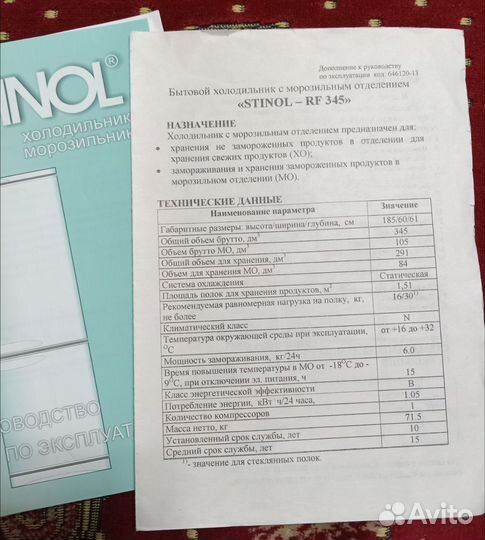 INOL®
ХОЛОДИЛЬНИК
МОРОЗИЛЬНИК
ОВОДСТВО
ПО ЭКСПЛУАТ
Дополнение к руководству
по эксплуатации код: 646120-13
Бытовой холодильник с морозильным отделением
«STINOL – RF 345»
НАЗНАЧЕНИЕ
Холодильник с морозильным отделением предназначен для:
• хранения не замороженных продуктов в отделении для
хранения свежих продуктов (ХО);
• замораживания и хранения замороженных продуктов в
морозильном отделении (МО).
ТЕХНИЧЕСКИЕ ДАННЫЕ
Наименование параметра Значение
Габаритные размеры: высота/ширина/глубина, см 185/60/61
Общий объем брутто, дм³ 345
Объем брутто МО, дм³ 105
Общий объем для хранения, дм³ 291
Объем для хранения МО, дм³ 84
Система охлаждения Статическая
Площадь полок для хранения продуктов, м² 1,51
Рекомендуемая равномерная нагрузка на полку, кг, 16/30¹⁾
не более
Климатический класс N
Температура окружающей среды при эксплуатации, от +16 до +32
°С
Мощность замораживания, кг/24ч 6.0
Время повышения температуры в МО от -18°С до - 15
9°С, при отключении эл. питания, ч
Класс энергетической эффективности В
Потребление энергии, кВт ч/24 часа, 1.05
Количество компрессоров 1
Масса нетто, кг 71.5
Установленный срок службы, лет 10
Средний срок службы, лет 15
¹⁾- значение для стеклянных полок.
Avito